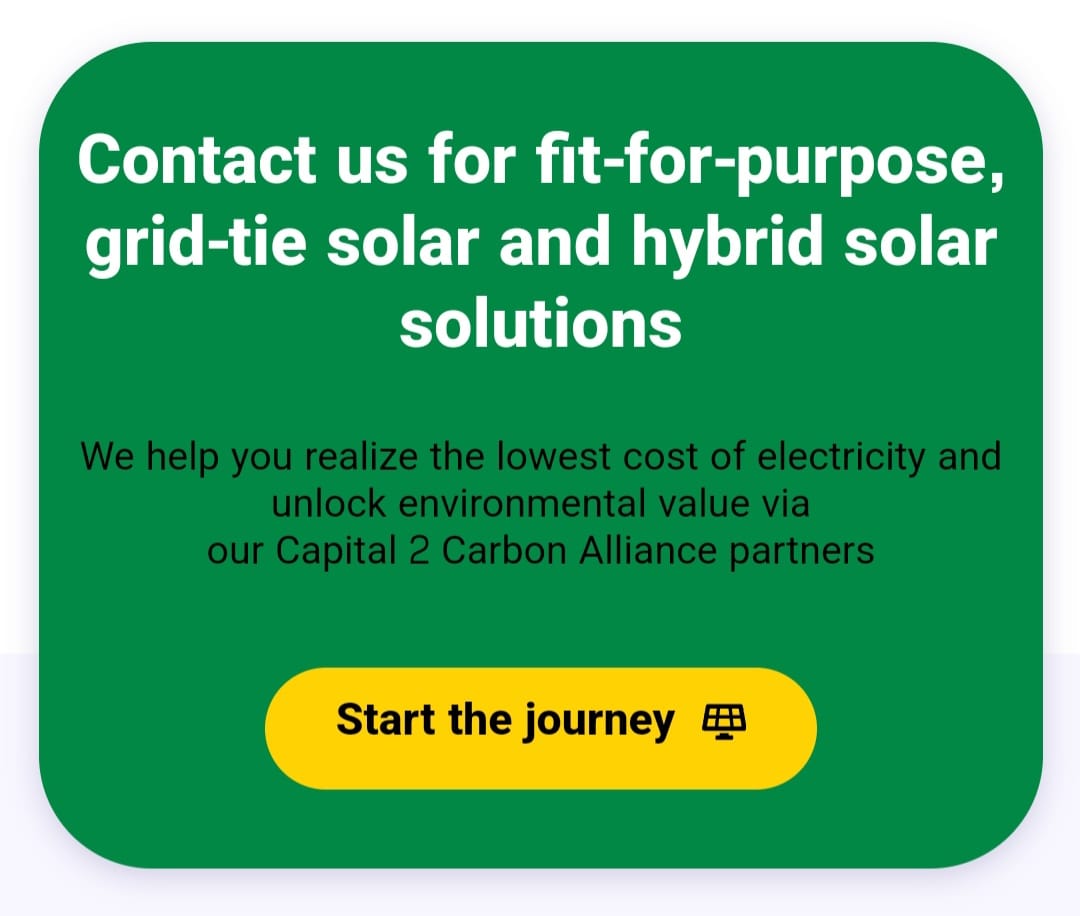 Contact us for fit-for-purpose,
grid-tie solar and hybrid solar
solutions
We help you realize the lowest cost of electricity and
unlock environmental value via
our Capital 2 Carbon Alliance partners
Start the journey